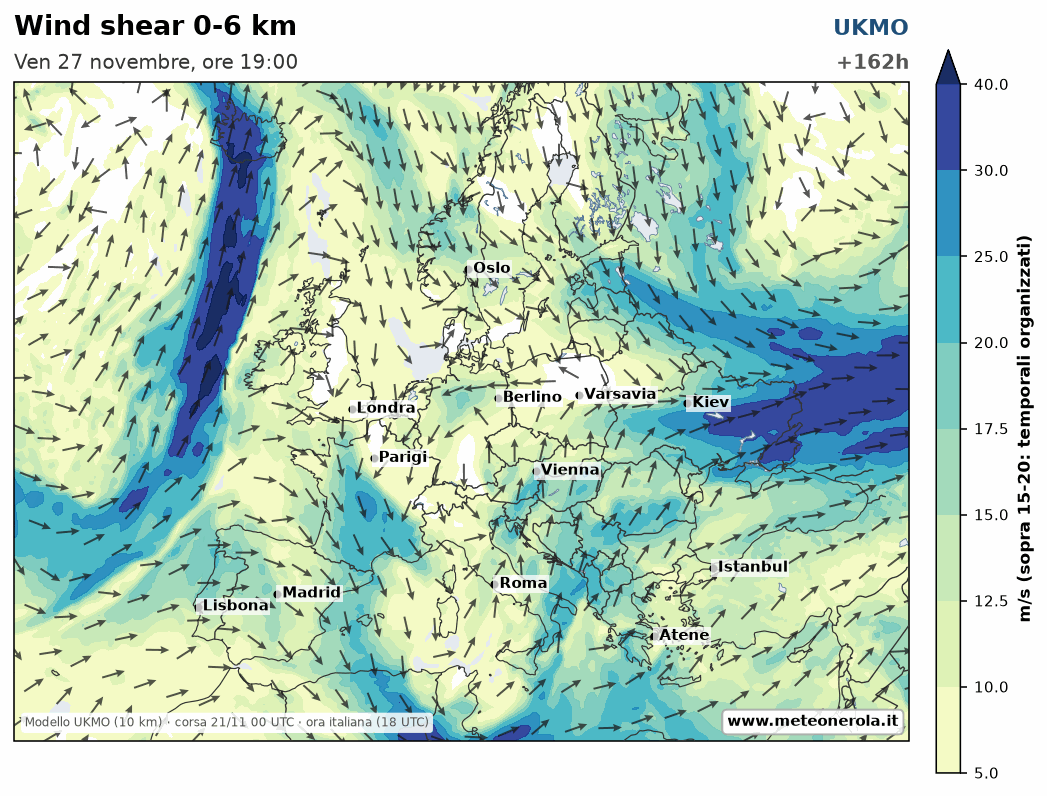 Wind shear 0-6 km
UKMO
Ven 27 novembre, ore 19:00
+162h
Oslo
Berlino
Varsavia
Kiev
Londra
Parigi
Vienna
Istanbul
Roma
Madrid
Lisbona
Atene
Modello UKMO (10 km) · corsa 21/11 00 UTC · ora italiana (18 UTC)
www.meteonerola.it
40.0
30.0
25.0
20.0
17.5
15.0
12.5
10.0
5.0
m/s (sopra 15-20: temporali organizzati)